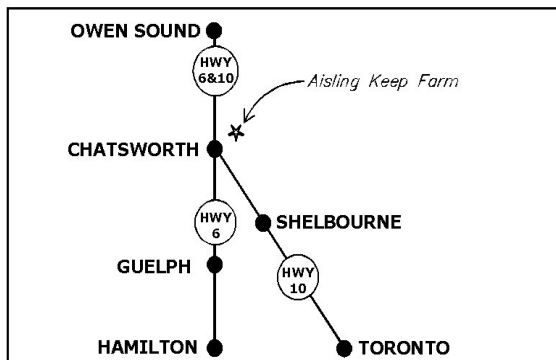 OWEN SOUND
HWY
6&10
Aisling Keep Farm
CHATSWORTH
HWY
6
SHELBOURNE
GUELPH
HWY
10
HAMILTON
TORONTO